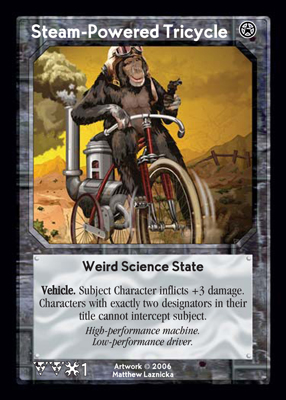 Steam-Powered Tricycle
Weird Science State
Vehicle. Subject Character inflicts +3 damage.
Characters with exactly two designators in their
title cannot intercept subject.
High-performance machine.
Low-performance driver.
1
Artwork © 2006
Matthew Laznicka